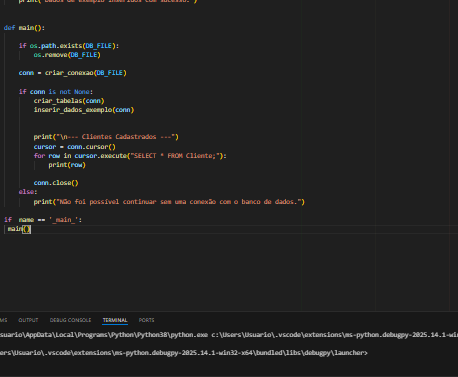 print("Dados de exemplo inseridos com sucesso.")
def main():
if os.path.exists(DB_FILE):
os.remove(DB_FILE)
conn = criar_conexao(DB_FILE)
if conn is not None:
criar_tabelas(conn)
inserir_dados_exemplo(conn)
print("\n--- Clientes Cadastrados ---")
cursor = conn.cursor()
for row in cursor.execute("SELECT * FROM Cliente;"):
print(row)
conn.close()
else:
print("Não foi possível continuar sem uma conexão com o banco de dados.")
if name == '_main_':
main()
MS OUTPUT DEBUG CONSOLE TERMINAL PORTS
suario\AppData\Local\Programs\Python\Python38\python.exe c:\Users\Usuario\.vscode\extensions\ms-python.debugpy-2025.14.1-win
ers\Usuario\.vscode\extensions\ms-python.debugpy-2025.14.1-win32-x64\bundled\libs\debugpy\launcher>